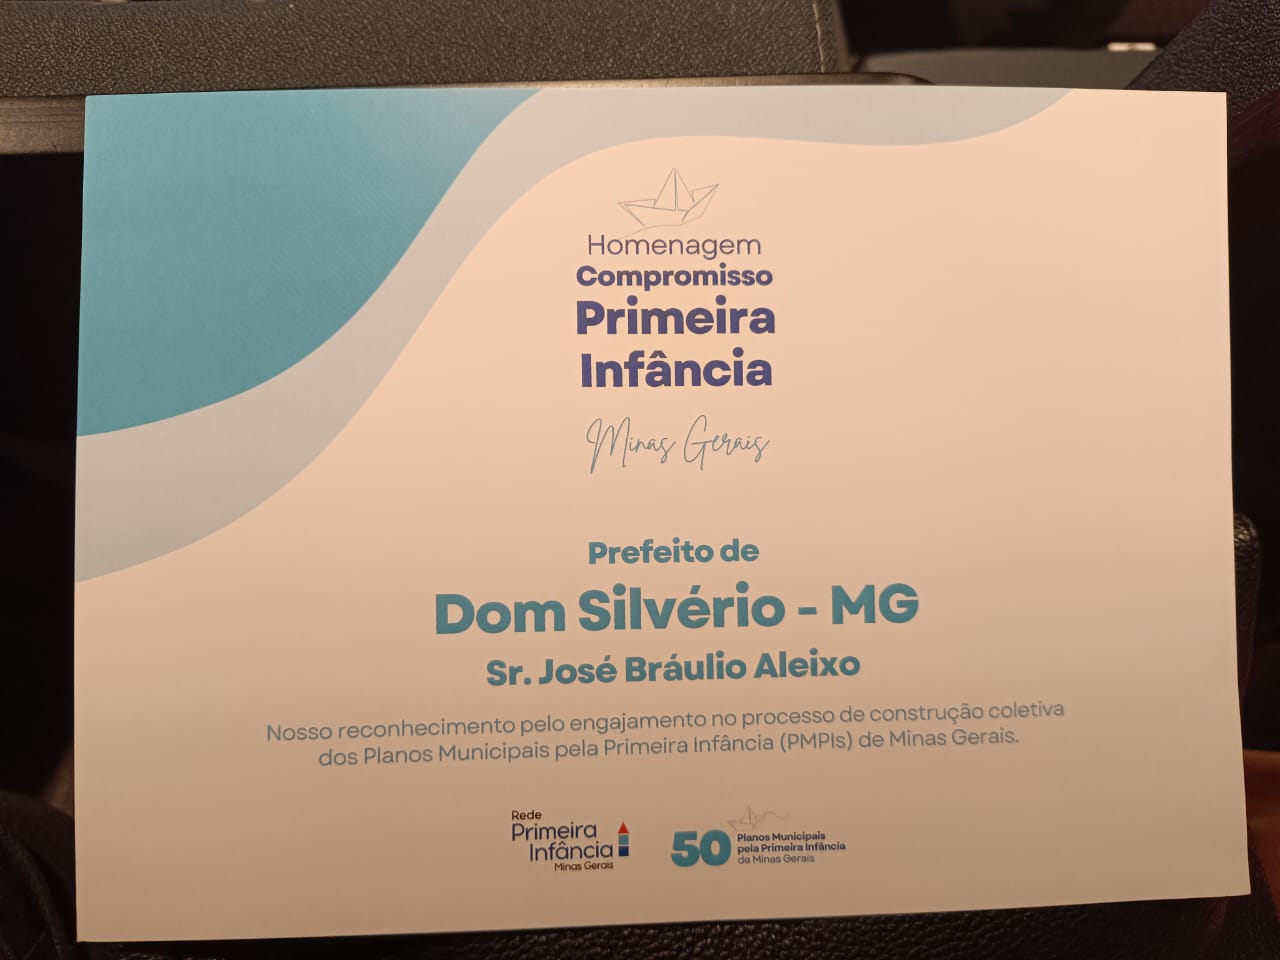 Homenagem
Compromisso
Primeira
Infância
Minas Gerais
Prefeito de
Dom Silvério - MG
Sr. José Bráulio Aleixo
Nosso reconhecimento pelo engajamento no processo de construção coletiva
dos Planos Municipais pela Primeira Infância (PMPIs) de Minas Gerais.
Rede
Primeira
Infância
Minas Gerais
50
Planos Municipais
pela Primeira Infância
de Minas Gerais